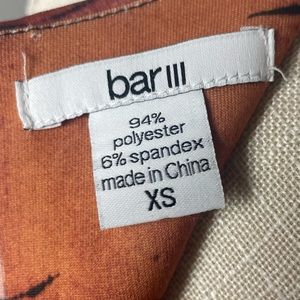 bar III
94%
polyester
6% spandex
made in China
XS